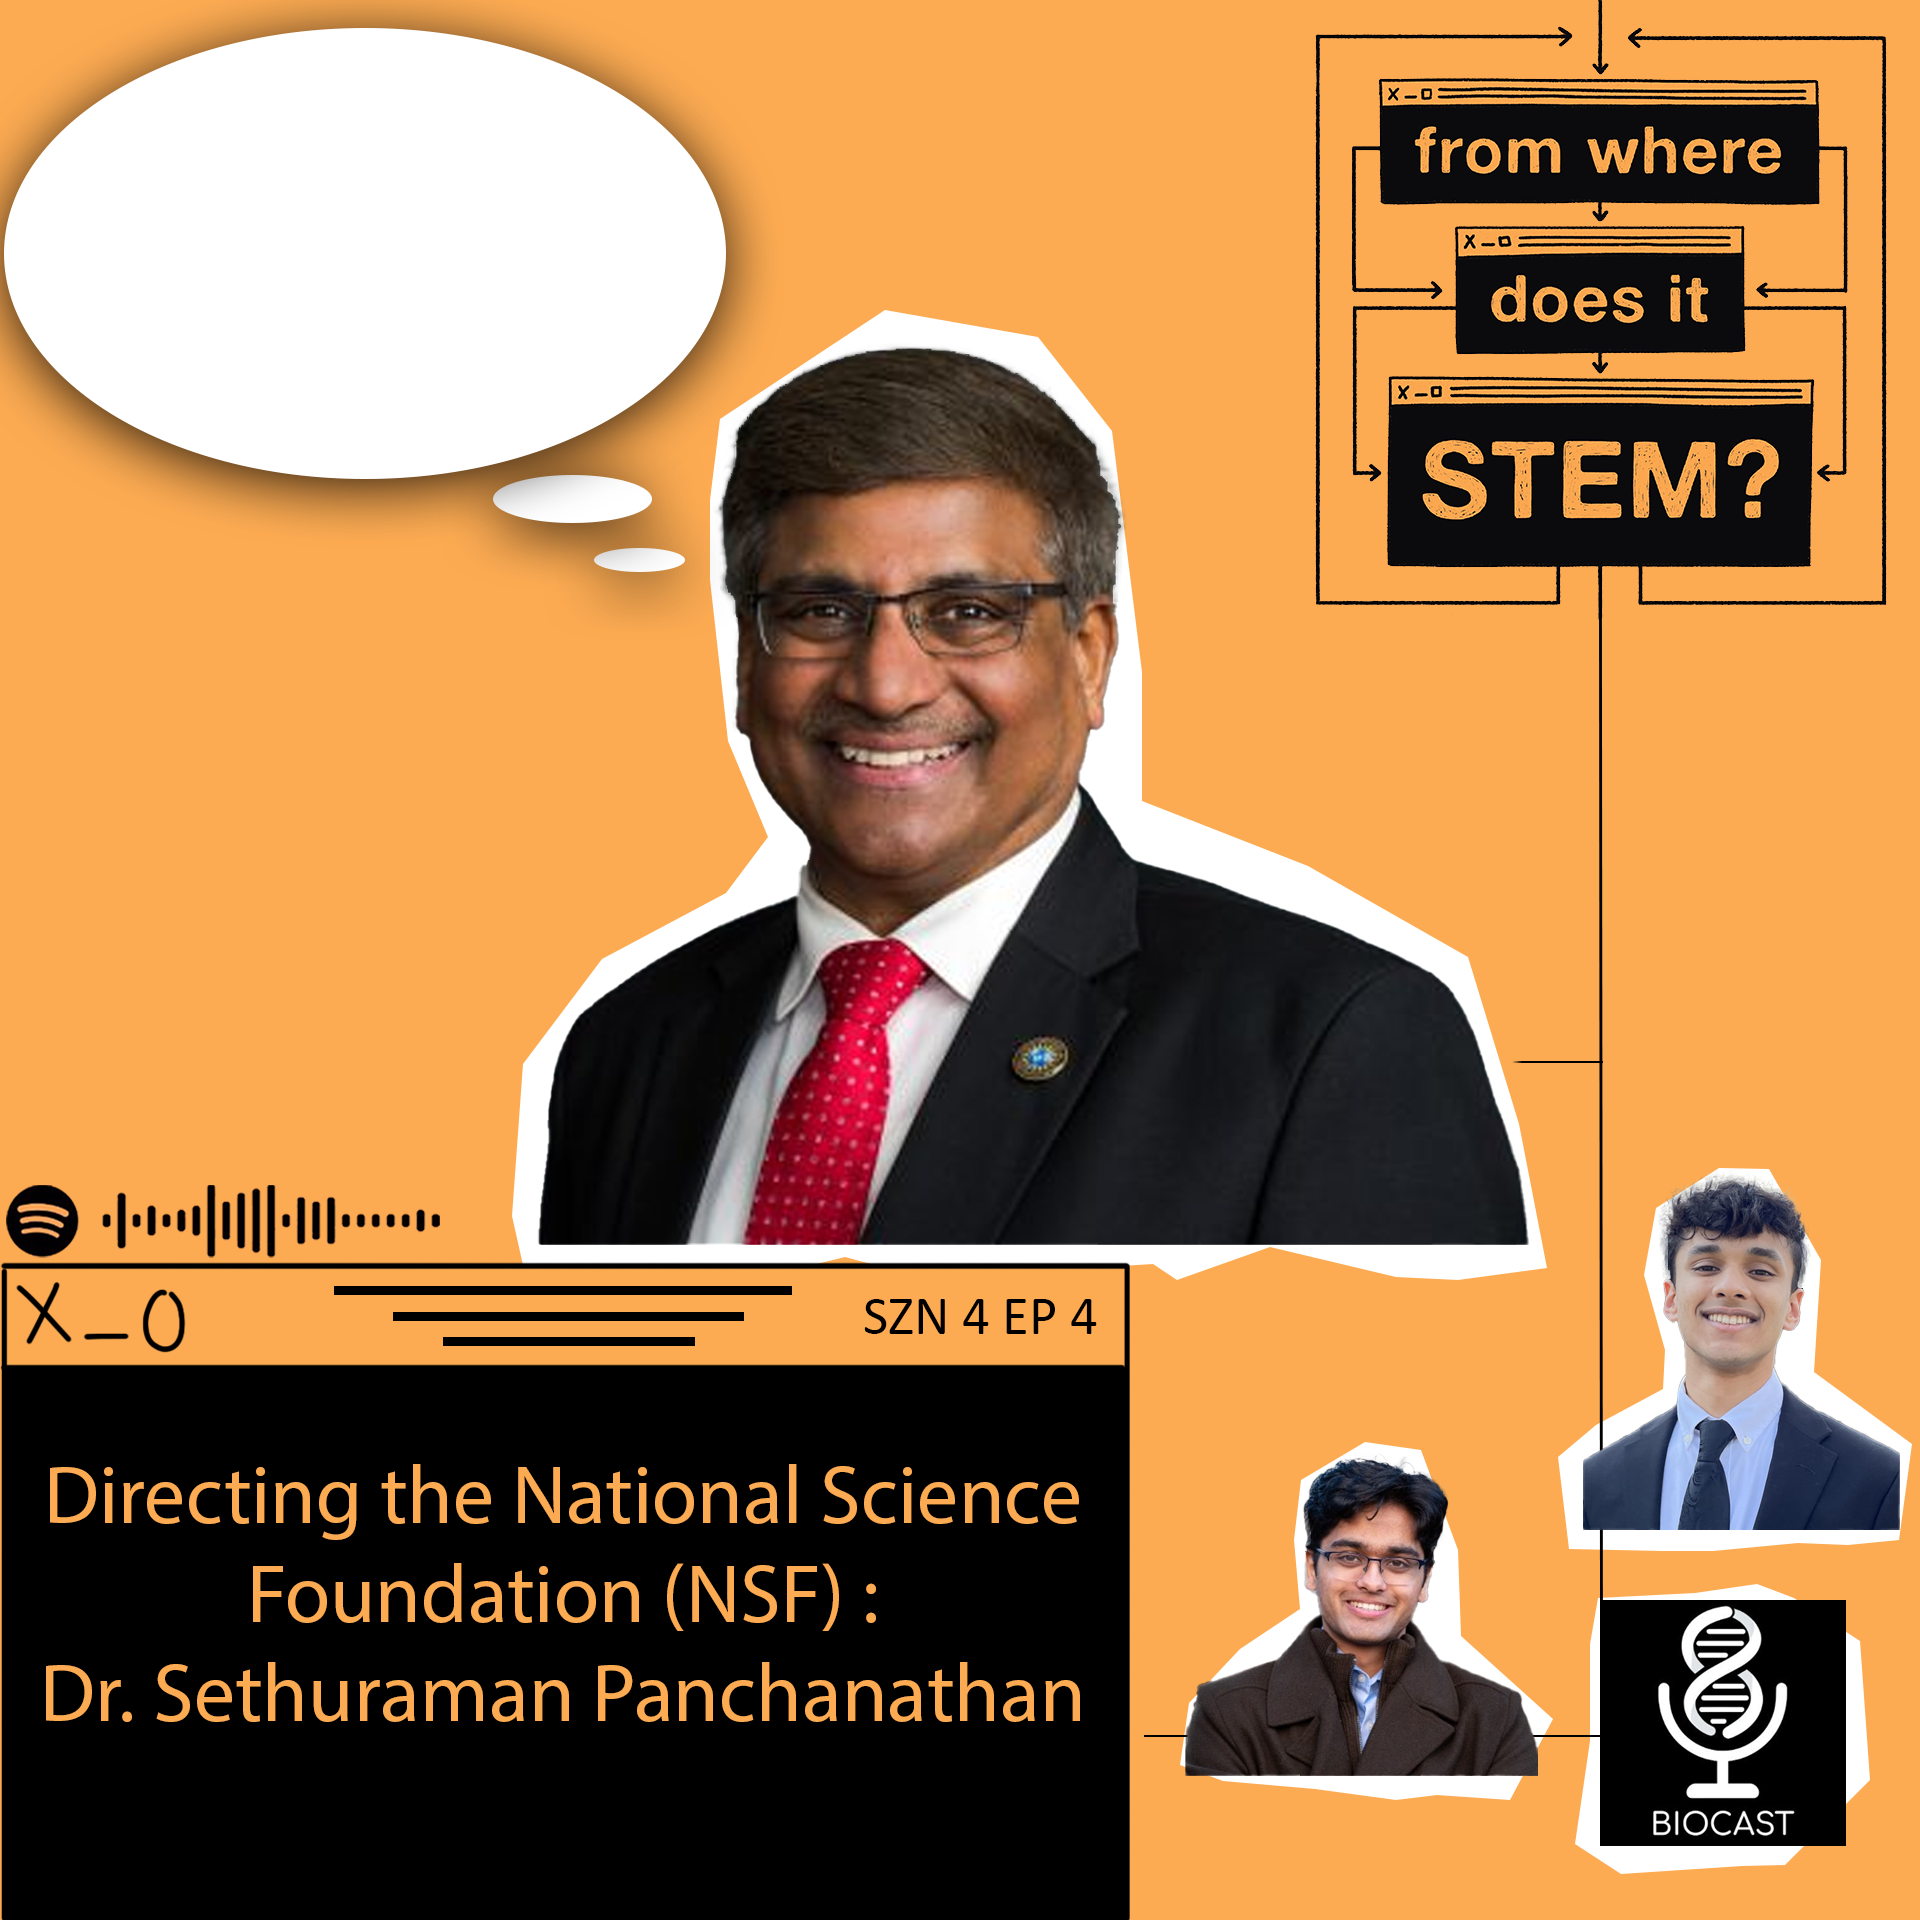 from where
does it
STEM?
SZN 4 EP 4
Directing the National Science
Foundation (NSF) :
Dr. Sethuraman Panchanathan
BIOCAST